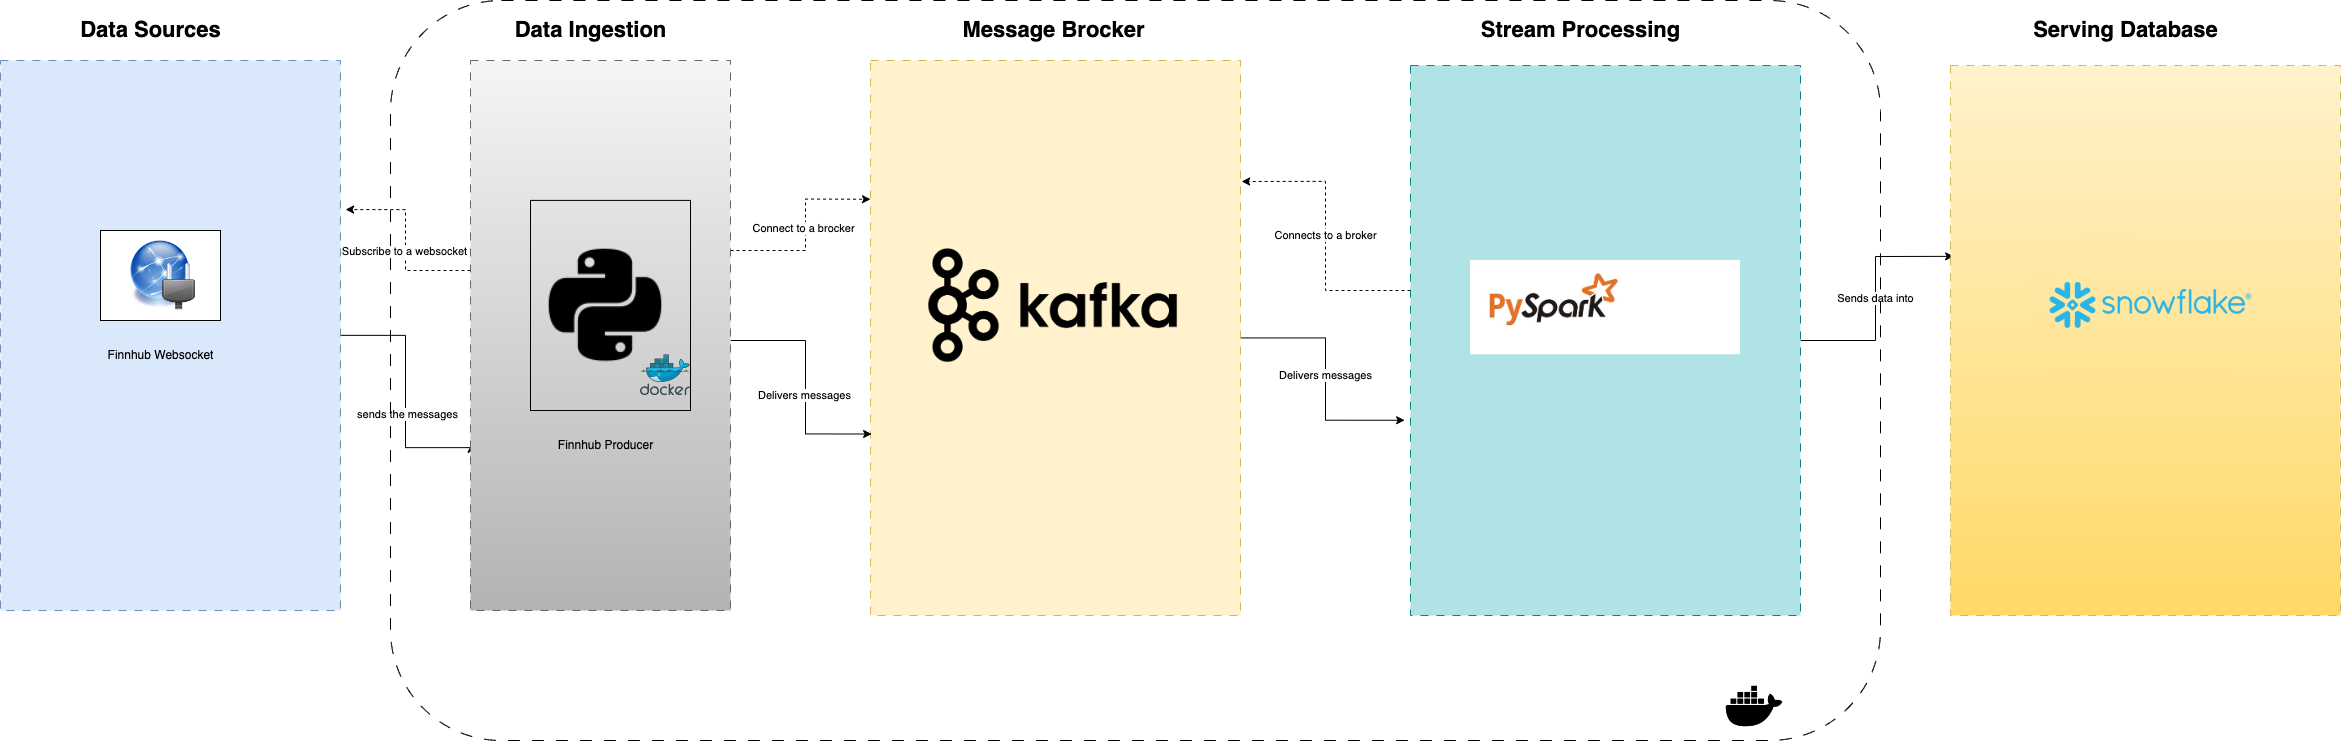 Data Sources
Data Ingestion
Message Brocker
Stream Processing
Serving Database
Subscribe to a websocket
Connect to a brocker
Connects to a broker
Sends data into
kafka
PySpark
snowflake®
docker
Finnhub Websocket
sends the messages
Finnhub Producer
Delivers messages
Delivers messages